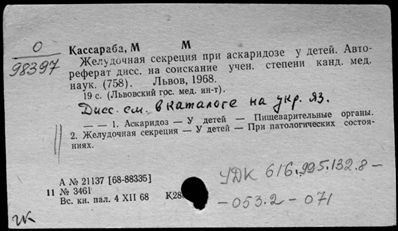 О
98397
Кассараба, М М
Желудочная секреция при аскаридозе у детей. Авто-
реферат дисс. на соискание учен. степени канд. мед.
наук. (758). Львов, 1968.
19 с. (Львовский гос. мед. ин-т).
Дисс. см. в каталоге на укр. яз.
— — 1. Аскаридоз — У детей — Пищеварительные органы.
2. Желудочная секреция — У детей — При патологических состоя-
ниях.
А № 21137 [68-88335]
11 № 3461
Вс. кн. пал. 4 XII 68 К28
УДК 616.995.132.8-
-053.2-071
чк